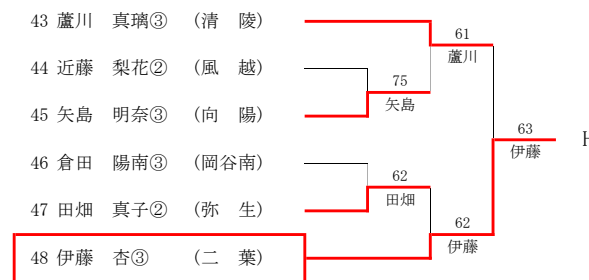 43 蘆川 真璃③ (清 陵)
61
蘆川
44 近藤 梨花② (風 越)
75
矢島
45 矢島 明奈③ (向 陽)
63
伊藤
46 倉田 陽南③ (岡谷南)
62
田畑
47 田畑 真子② (弥 生)
62
伊藤
48 伊藤 杏③ (二 葉)